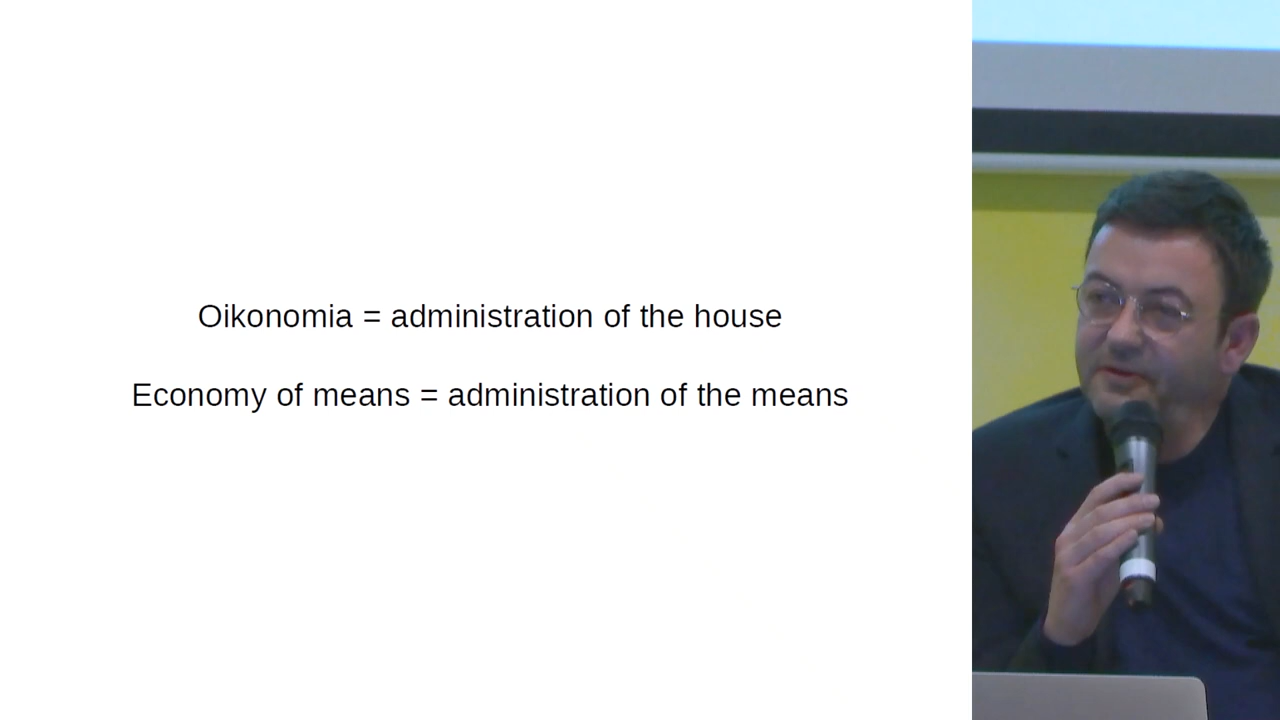 Oikonomia = administration of the house
Economy of means = administration of the means